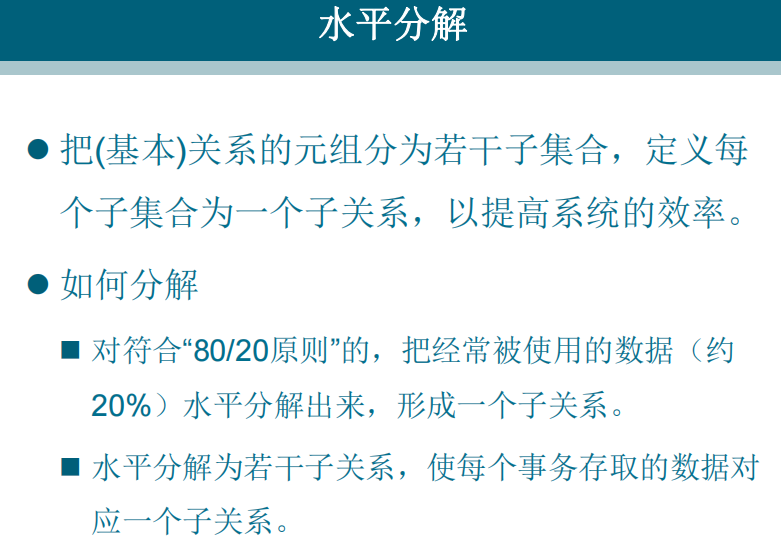 水平分解
把(基本)关系的元组分为若干子集合，定义每
个子集合为一个子关系，以提高系统的效率。
如何分解
对符合“80/20原则”的，把经常被使用的数据（约
20%）水平分解出来，形成一个子关系。
水平分解为若干子关系，使每个事务存取的数据对
应一个子关系。